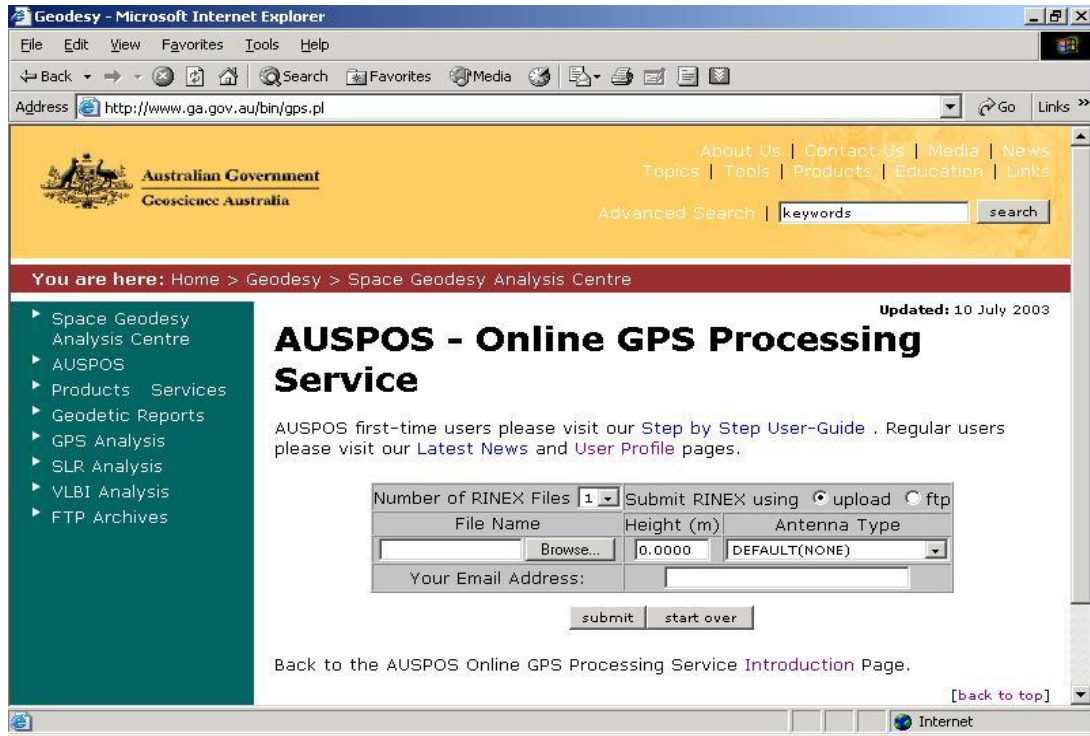 Geodesy - Microsoft Internet Explorer
File Edit View Favorites Tools Help
Back Search Favorites Media
Address http://www.ga.gov.au/bin/gps.pl Go Links »
About Us | Contact Us | Media | News
Topics | Tools | Products | Education | Links
Australian Government
Geoscience Australia
Advanced Search | keywords search
You are here: Home > Geodesy > Space Geodesy Analysis Centre
Space Geodesy
Analysis Centre
AUSPOS
Products Services
Geodetic Reports
GPS Analysis
SLR Analysis
VLBI Analysis
FTP Archives
Updated: 10 July 2003
AUSPOS - Online GPS Processing
Service
AUSPOS first-time users please visit our Step by Step User-Guide . Regular users
please visit our Latest News and User Profile pages.
Number of RINEX Files 1 Submit RINEX using upload ftp
File Name Height (m) Antenna Type
Browse... 0.0000 DEFAULT(NONE)
Your Email Address:
submit start over
Back to the AUSPOS Online GPS Processing Service Introduction Page.
[back to top]
Internet